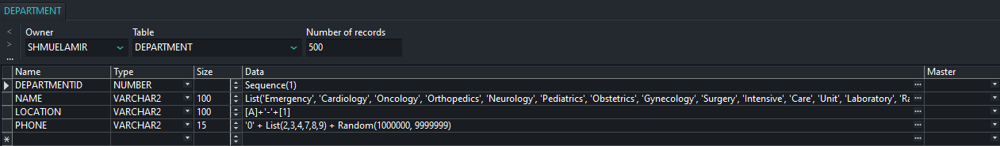 DEPARTMENT
Owner Table Number of records
SHMUELAMIR DEPARTMENT 500
Name Type Size Data Master
DEPARTMENTID NUMBER Sequence(1)
NAME VARCHAR2 100 List('Emergency', 'Cardiology', 'Oncology', 'Orthopedics', 'Neurology', 'Pediatrics', 'Obstetrics', 'Gynecology', 'Surgery', 'Intensive', 'Care', 'Unit', 'Laboratory', 'Ra
LOCATION VARCHAR2 100 [A]+'-'+[1]
PHONE VARCHAR2 15 '0' + List(2,3,4,7,8,9) + Random(1000000, 9999999)